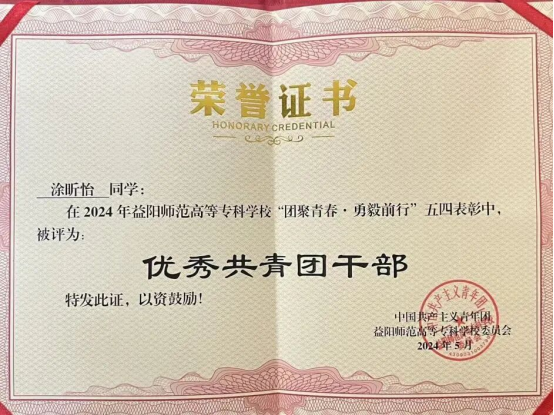 荣誉证书
HONORARY CREDENTIAL
涂昕怡 同学:
在2024年益阳师范高等专科学校“团聚青春·勇毅前行”五四表彰中,
被评为:
优秀共青团干部
特发此证,以资鼓励!
中国共产主义青年团
益阳师范高等专科学校委员会
2024年5月